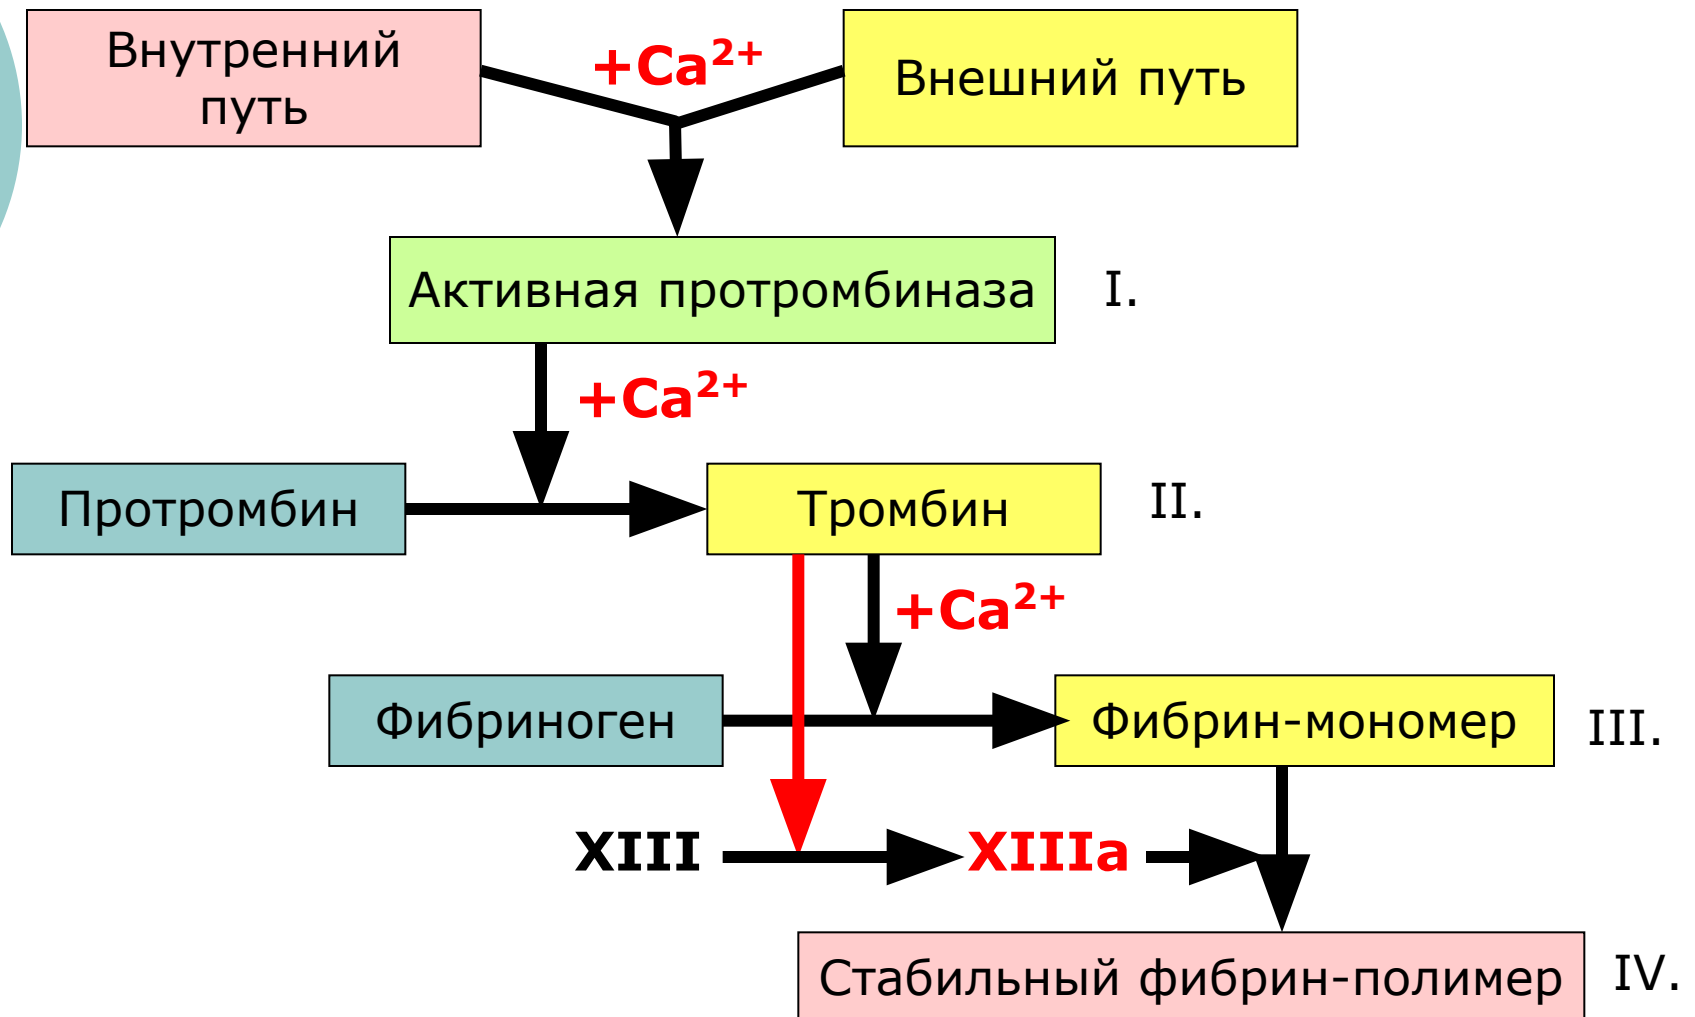 Внутренний
путь
+Ca²⁺
Внешний путь
Активная протромбиназа
I.
+Ca²⁺
Протромбин
Тромбин
II.
+Ca²⁺
Фибриноген
Фибрин-мономер
III.
XIII
XIIIa
Стабильный фибрин-полимер
IV.